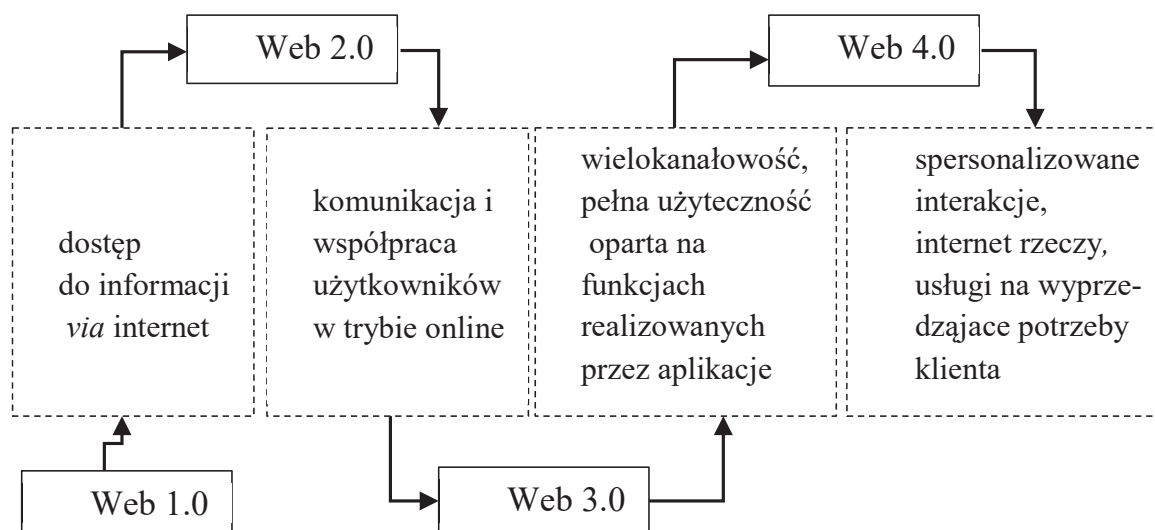 Web 2.0
Web 4.0
dostęp
do informacji
via internet
komunikacja i
współpraca
użytkowników
w trybie online
wielokanałowość,
pełna użyteczność
oparta na
funkcjach
realizowanych
przez aplikacje
spersonalizowane
interakcje,
internet rzeczy,
usługi na wyprze-
dząjace potrzeby
klienta
Web 1.0
Web 3.0